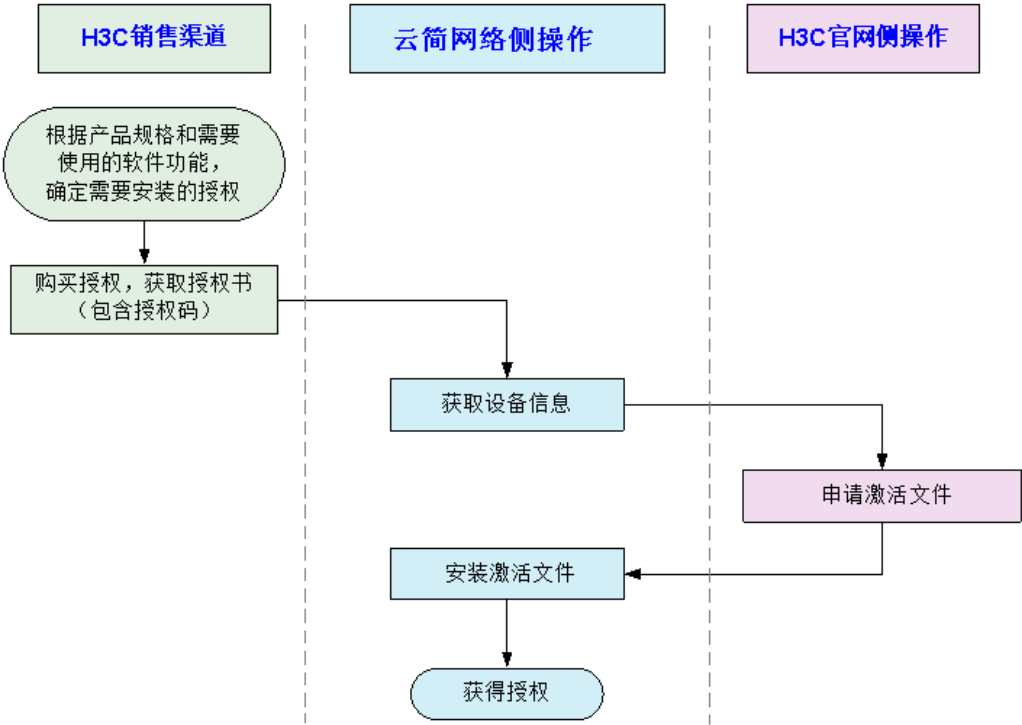 H3C销售渠道
云简网络侧操作
H3C官网侧操作
根据产品规格和需要
使用的软件功能，
确定需要安装的授权
购买授权，获取授权书
（包含授权码）
获取设备信息
申请激活文件
安装激活文件
获得授权